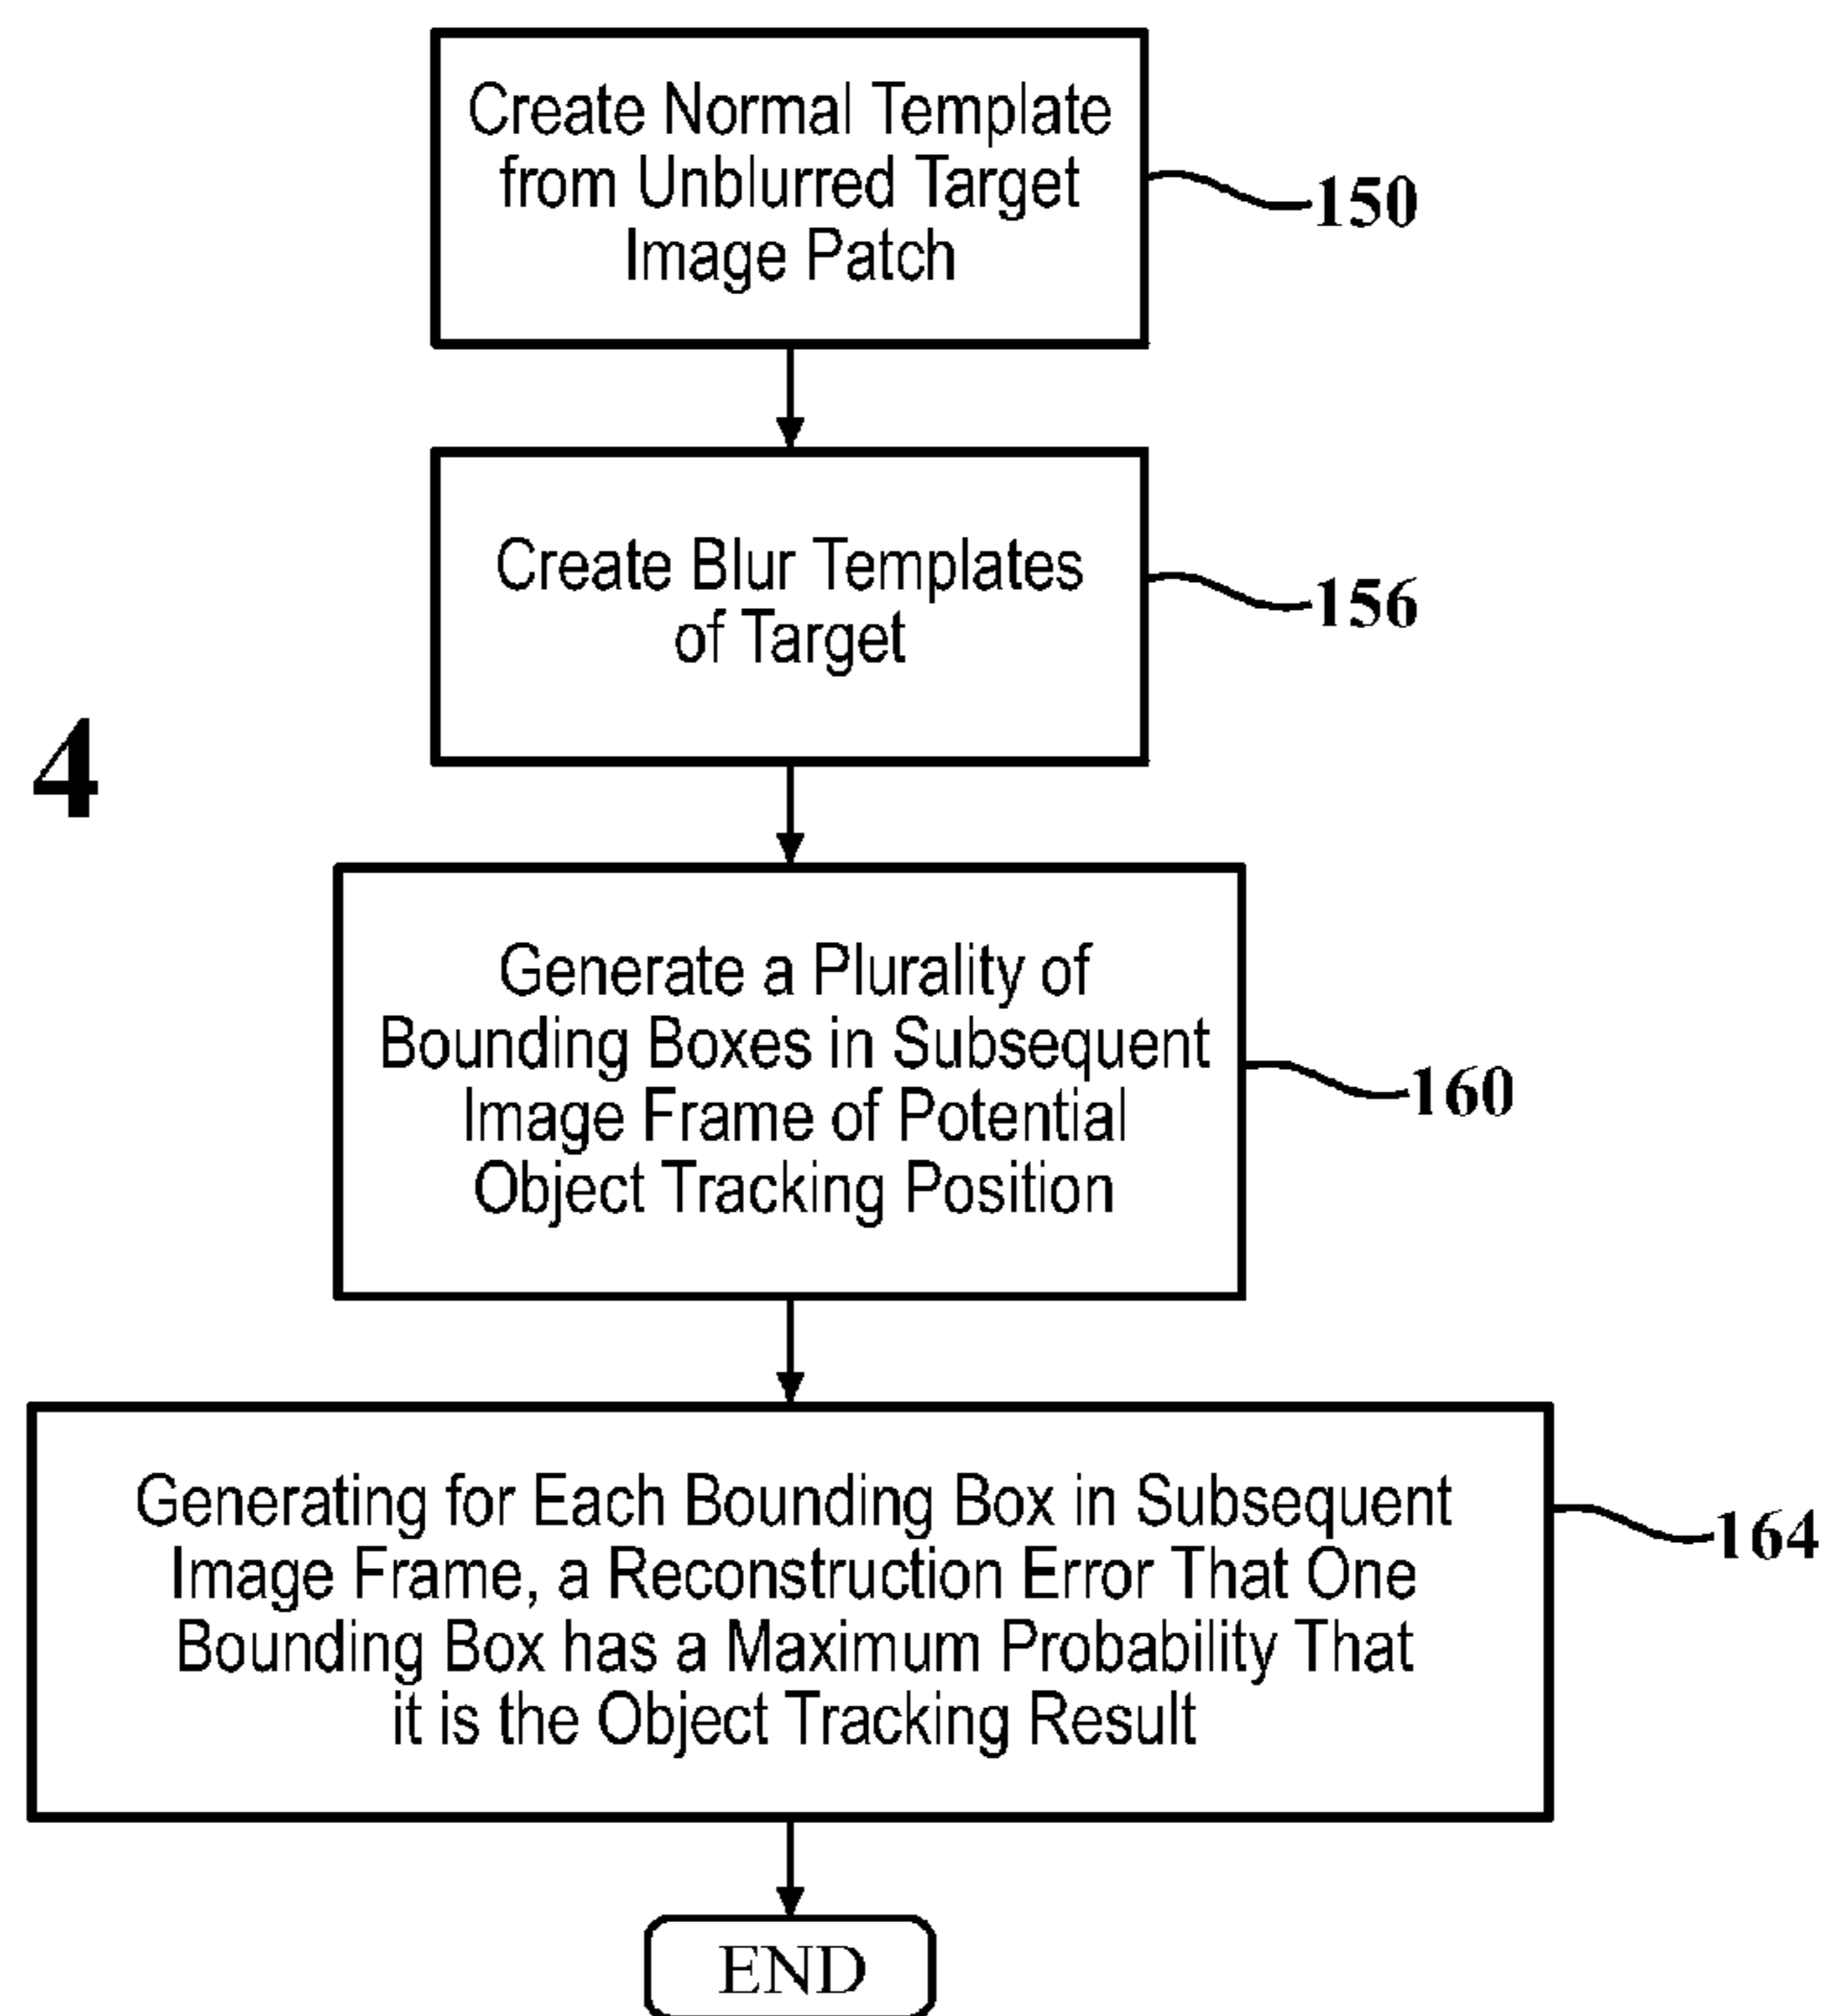 Create Normal Template
from Unblurred Target
Image Patch
150
Create Blur Templates
of Target
156
4
Generate a Plurality of
Bounding Boxes in Subsequent
Image Frame of Potential
Object Tracking Position
160
Generating for Each Bounding Box in Subsequent
Image Frame, a Reconstruction Error That One
Bounding Box has a Maximum Probability That
it is the Object Tracking Result
164
END